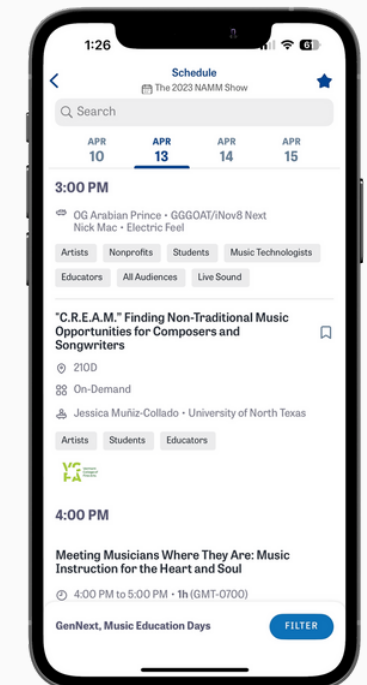 1:26
61
Schedule
The 2023 NAMM Show
Search
APR APR APR APR
10 13 14 15
3:00 PM
OG Arabian Prince • GGGOAT/iNov8 Next
Nick Mac • Electric Feel
Artists Nonprofits Students Music Technologists
Educators All Audiences Live Sound
"C.R.E.A.M." Finding Non-Traditional Music
Opportunities for Composers and
Songwriters
210D
On-Demand
Jessica Muñiz-Collado • University of North Texas
Artists Students Educators
4:00 PM
Meeting Musicians Where They Are: Music
Instruction for the Heart and Soul
4:00 PM to 5:00 PM • 1h (GMT-0700)
GenNext, Music Education Days FILTER